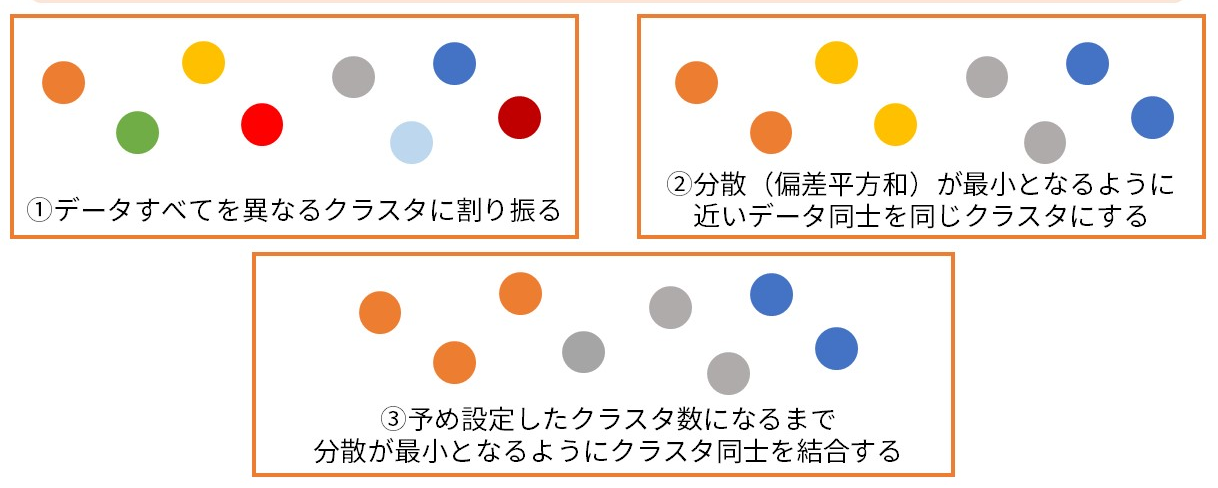 ①データすべてを異なるクラスタに割り振る
②分散（偏差平方和）が最小となるように
近いデータ同士を同じクラスタにする
③予め設定したクラスタ数になるまで
分散が最小となるようにクラスタ同士を結合する